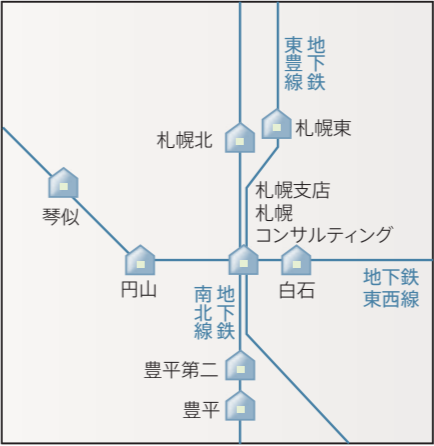 地下鉄
東豊線
札幌北
札幌東
琴似
札幌支店
札幌
コンサルティング
円山
白石
地下鉄
東西線
地下鉄
南北線
豊平第二
豊平